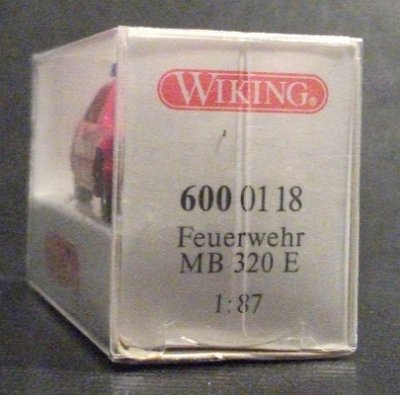 WIKING®
600 01 18
Feuerwehr
MB 320 E
1:87